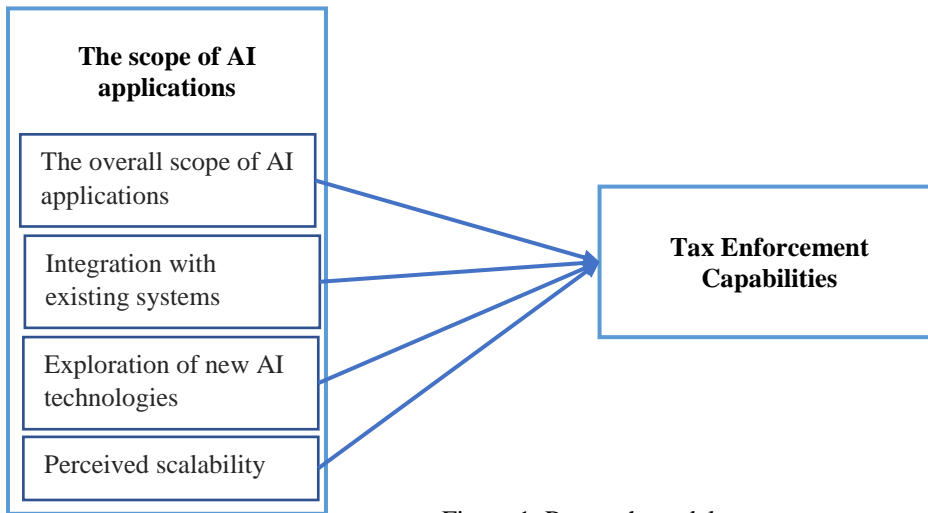 The scope of AI
applications
The overall scope of AI
applications
Integration with
existing systems
Exploration of new AI
technologies
Perceived scalability
Tax Enforcement
Capabilities